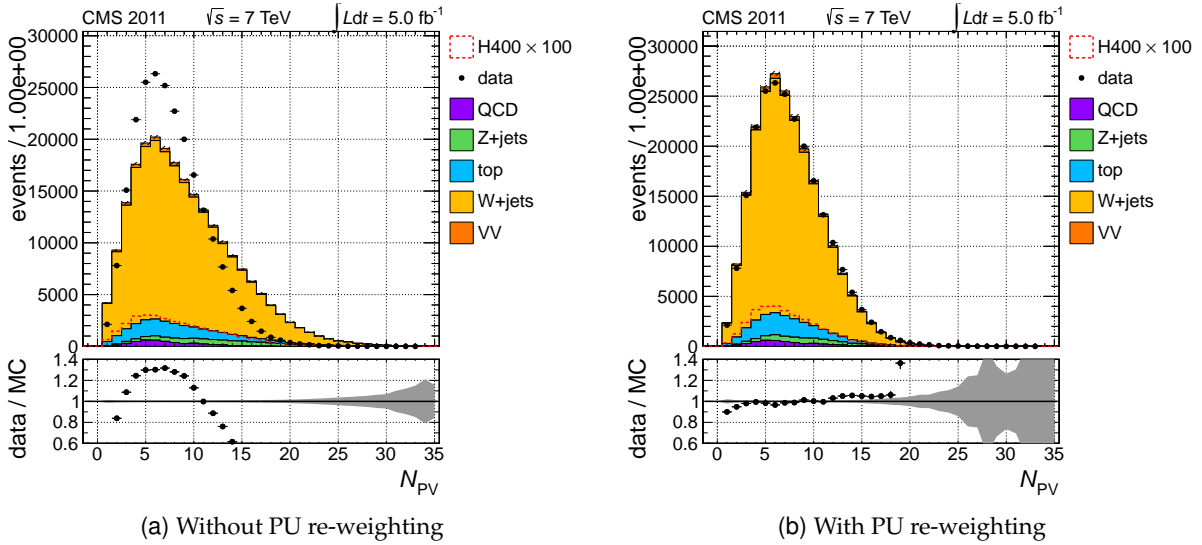 CMS 2011 √s = 7 TeV ∫Ldt = 5.0 fb⁻¹
events / 1.00e+00
30000
25000
20000
15000
10000
5000
0
H400 × 100
data
QCD
Z+jets
top
W+jets
VV
data / MC
1.4
1.2
1
0.8
0.6
0 5 10 15 20 25 30 35
N_PV
(a) Without PU re-weighting
CMS 2011 √s = 7 TeV ∫Ldt = 5.0 fb⁻¹
events / 1.00e+00
30000
25000
20000
15000
10000
5000
0
H400 × 100
data
QCD
Z+jets
top
W+jets
VV
data / MC
1.4
1.2
1
0.8
0.6
0 5 10 15 20 25 30 35
N_PV
(b) With PU re-weighting